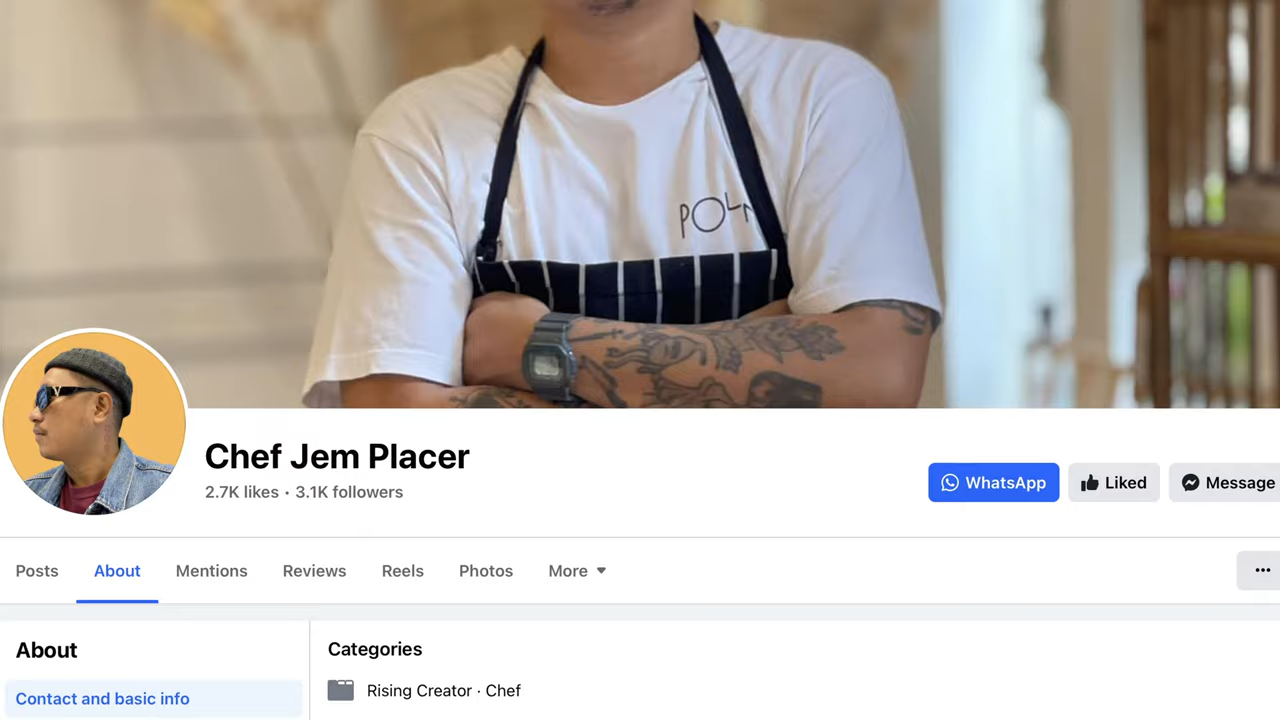 Chef Jem Placer
2.7K likes • 3.1K followers
WhatsApp
Liked
Message
Posts
About
Mentions
Reviews
Reels
Photos
More
About
Contact and basic info
Categories
Rising Creator · Chef